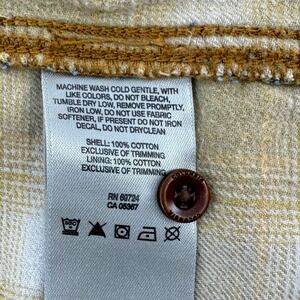 MACHINE WASH COLD GENTLE, WITH
LIKE COLORS, DO NOT BLEACH,
TUMBLE DRY LOW, REMOVE PROMPTLY,
IRON LOW, DO NOT USE FABRIC
SOFTENER, IF PRESENT DO NOT IRON
DECAL, DO NOT DRYCLEAN
SHELL: 100% COTTON
EXCLUSIVE OF TRIMMING
LINING: 100% COTTON
EXCLUSIVE OF TRIMMING
RN 69724
CA 05367